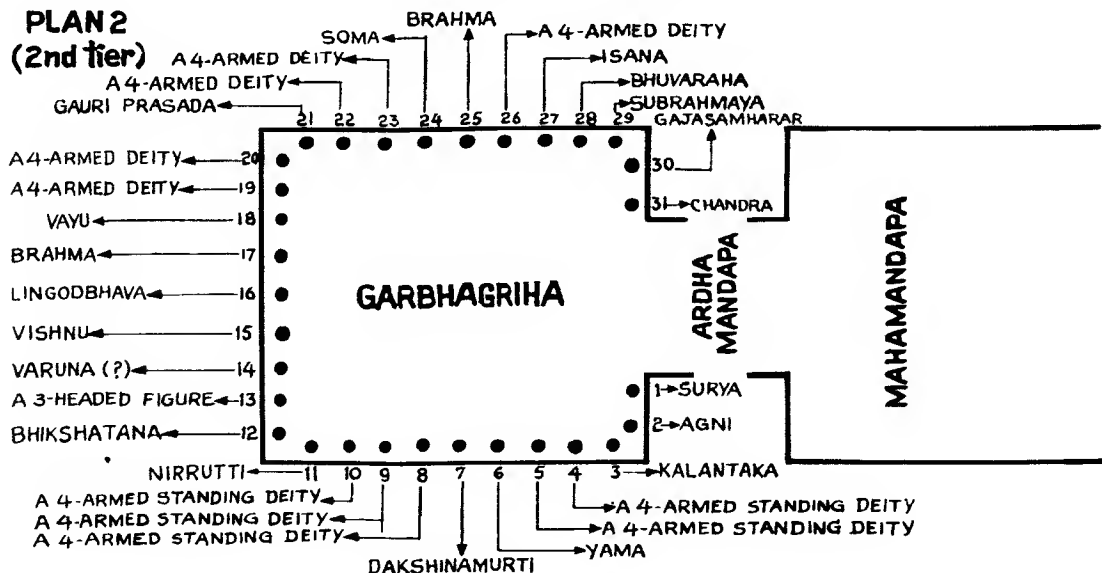 PLAN 2
(2nd tier)
BRAHMA
SOMA
A 4-ARMED DEITY
A 4-ARMED DEITY
ISANA
A 4-ARMED DEITY
BHUVARAHA
GAURI PRASADA
SUBRAHMAYA
21 22 23 24 25 26 27 28 29
GAJASAMHARAR
A 4-ARMED DEITY 20
30
A 4-ARMED DEITY 19
31 CHANDRA
VAYU 18
BRAHMA 17
LINGODBHAVA 16
GARBHAGRIHA
ARDHA
MANDAPA
MAHAMANDAPA
VISHNU 15
VARUNA (?) 14
A 3-HEADED FIGURE 13
1 SURYA
BHIKSHATANA 12
2 AGNI
NIRRUTTI 11 10 9 8 7 6 5 4 3 KALANTAKA
A 4-ARMED STANDING DEITY
A 4-ARMED STANDING DEITY
A 4-ARMED STANDING DEITY
A 4-ARMED STANDING DEITY
A 4-ARMED STANDING DEITY
YAMA
DAKSHINAMURTI